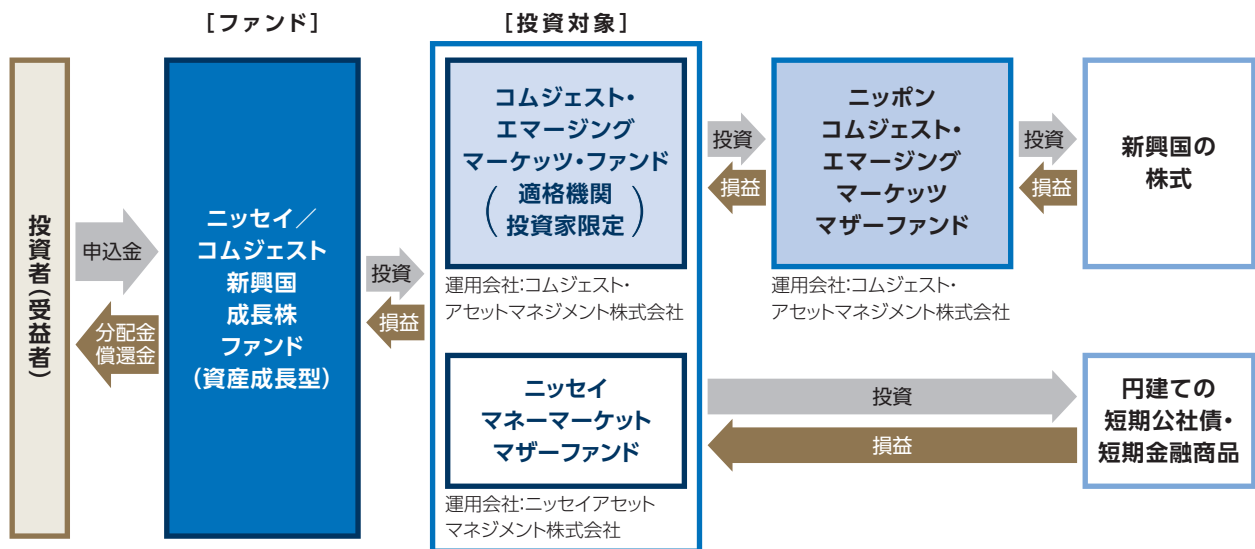 [ファンド]
[投資対象]
投資者(受益者)
申込金
分配金
償還金
ニッセイ／
コムジェスト
新興国
成長株
ファンド
(資産成長型)
投資
損益
コムジェスト・
エマージング
マーケッツ・ファンド
(適格機関
投資家限定)
運用会社:コムジェスト・
アセットマネジメント株式会社
投資
損益
ニッポン
コムジェスト・
エマージング
マーケッツ
マザーファンド
運用会社:コムジェスト・
アセットマネジメント株式会社
投資
損益
新興国の
株式
ニッセイ
マネーマーケット
マザーファンド
運用会社:ニッセイアセット
マネジメント株式会社
投資
損益
円建ての
短期公社債・
短期金融商品